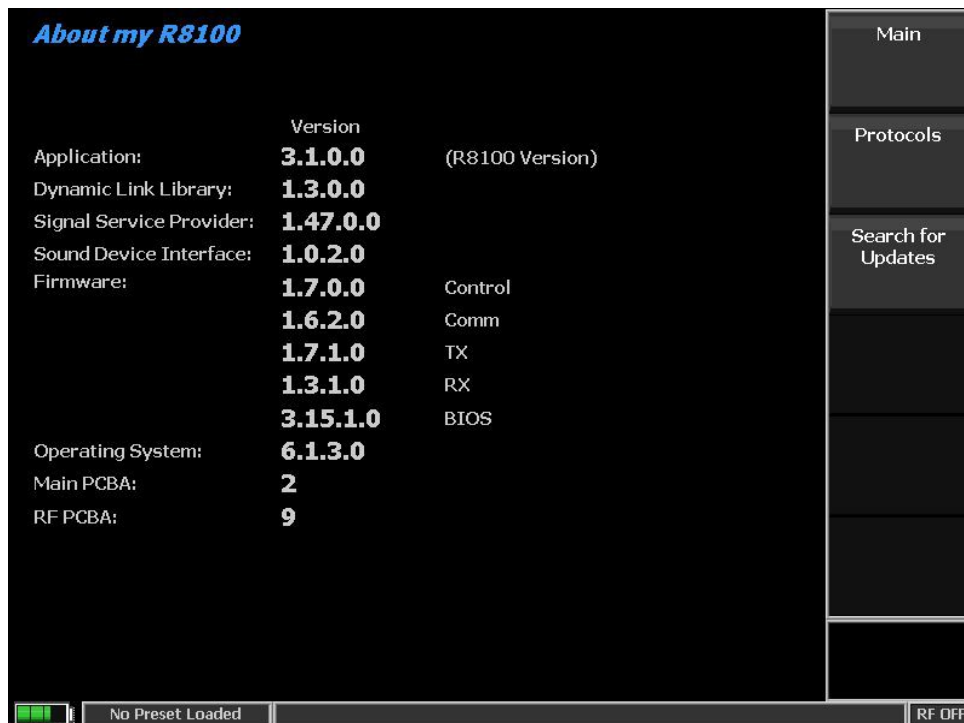 About my R8100
Main
Version
Protocols
Application: 3.1.0.0 (R8100 Version)
Dynamic Link Library: 1.3.0.0
Signal Service Provider: 1.47.0.0
Search for
Updates
Sound Device Interface: 1.0.2.0
Firmware: 1.7.0.0 Control
1.6.2.0 Comm
1.7.1.0 TX
1.3.1.0 RX
3.15.1.0 BIOS
Operating System: 6.1.3.0
Main PCBA: 2
RF PCBA: 9
No Preset Loaded
RF OFF